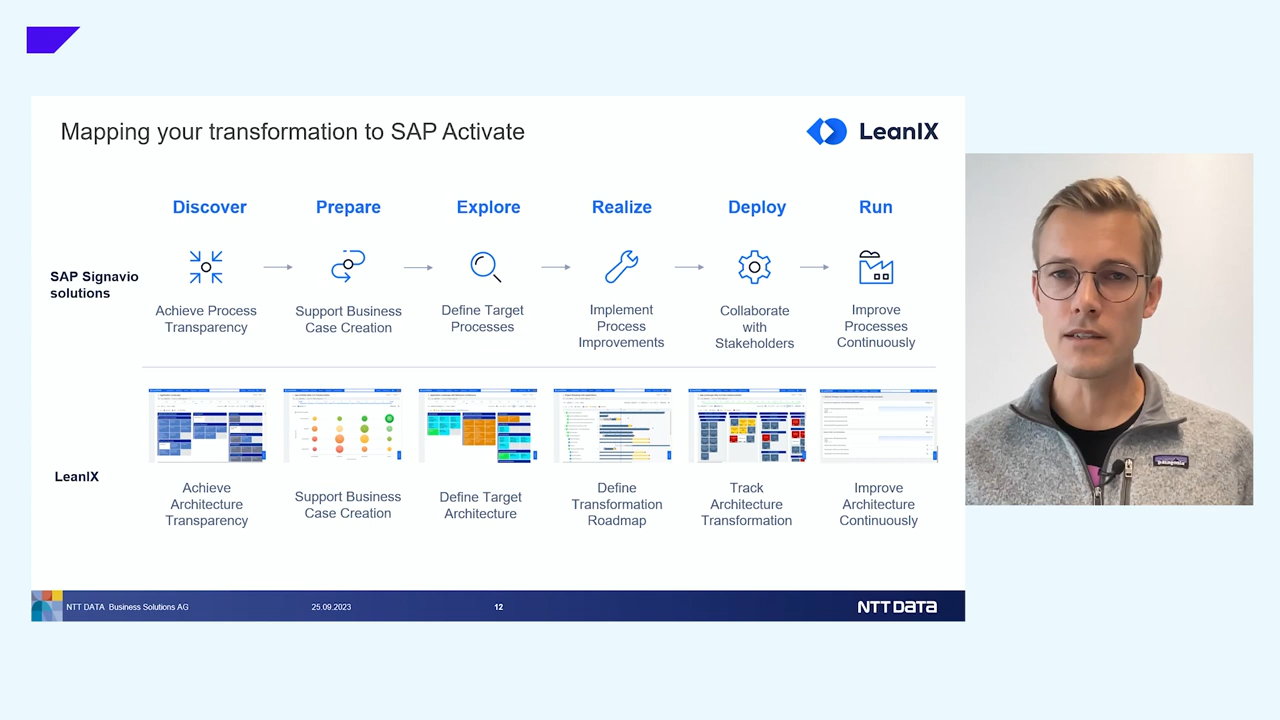 Mapping your transformation to SAP Activate
LeanIX
Discover
Prepare
Explore
Realize
Deploy
Run
SAP Signavio
solutions
Achieve Process
Transparency
Support Business
Case Creation
Define Target
Processes
Implement
Process
Improvements
Collaborate
with
Stakeholders
Improve
Processes
Continuously
LeanIX
Achieve
Architecture
Transparency
Support Business
Case Creation
Define Target
Architecture
Define
Transformation
Roadmap
Track
Architecture
Transformation
Improve
Architecture
Continuously
NTT DATA Business Solutions AG
25.09.2023
12
NTT DATA
patagonia